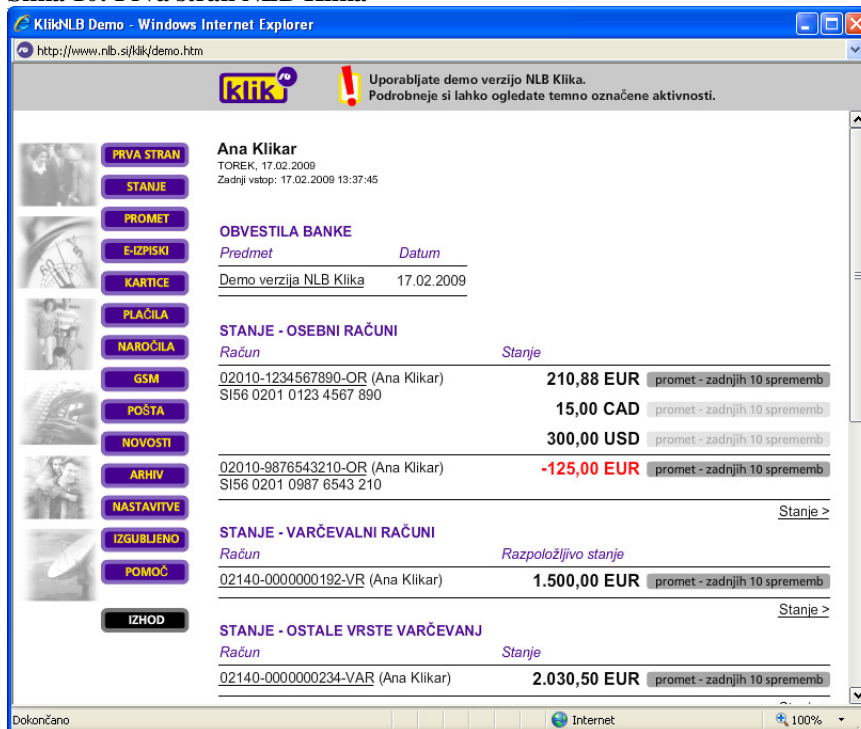 KlikNLB Demo - Windows Internet Explorer
http://www.nlb.si/klik/demo.htm
klik
Uporabljate demo verzijo NLB Klika.
Podrobneje si lahko ogledate temno označene aktivnosti.
PRVA STRAN
STANJE
PROMET
E-IZPISKI
KARTICE
PLAČILA
NAROČILA
GSM
POŠTA
NOVOSTI
ARHIV
NASTAVITVE
IZGUBLJENO
POMOČ
IZHOD
Ana Klikar
TOREK, 17.02.2009
Zadnji vstop: 17.02.2009 13:37:45
OBVESTILA BANKE
Predmet Datum
Demo verzija NLB Klika 17.02.2009
STANJE - OSEBNI RAČUNI
Račun Stanje
02010-1234567890-OR (Ana Klikar) 210,88 EUR promet - zadnjih 10 sprememb
SI56 0201 0123 4567 890
15,00 CAD promet - zadnjih 10 sprememb
300,00 USD promet - zadnjih 10 sprememb
02010-9876543210-OR (Ana Klikar) -125,00 EUR promet - zadnjih 10 sprememb
SI56 0201 0987 6543 210
Stanje >
STANJE - VARČEVALNI RAČUNI
Račun Razpoložljivo stanje
02140-0000000192-VR (Ana Klikar) 1.500,00 EUR promet - zadnjih 10 sprememb
Stanje >
STANJE - OSTALE VRSTE VARČEVANJ
Račun Stanje
02140-0000000234-VAR (Ana Klikar) 2.030,50 EUR promet - zadnjih 10 sprememb
Dokončano Internet 100%